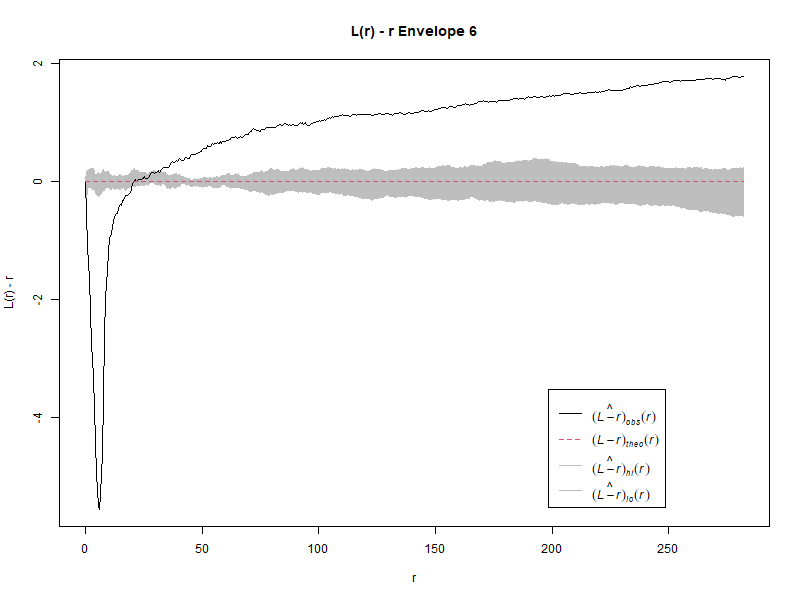 L(r) - r Envelope 6
2
0
-2
-4
L(r) - r
0 50 100 150 200 250
r
(L^−r)obs(r)
(L−r)theo(r)
(L^−r)hi(r)
(L^−r)lo(r)